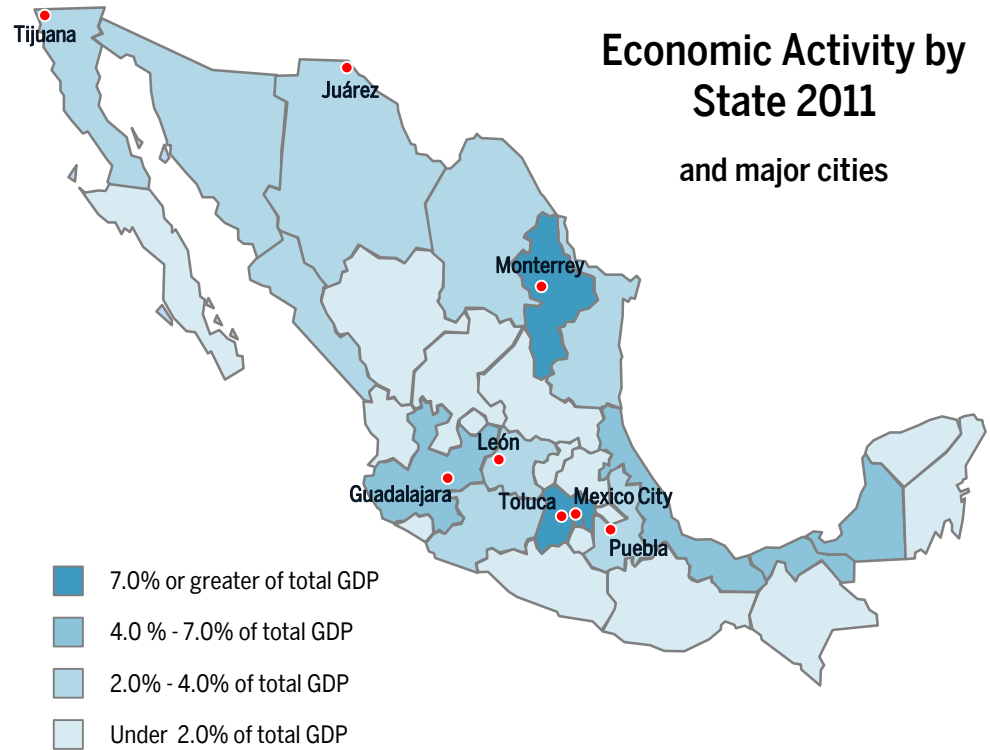 Economic Activity by
State 2011
and major cities
Tijuana
Juárez
Monterrey
León
Guadalajara
Toluca
Mexico City
Puebla
7.0% or greater of total GDP
4.0 % - 7.0% of total GDP
2.0% - 4.0% of total GDP
Under 2.0% of total GDP